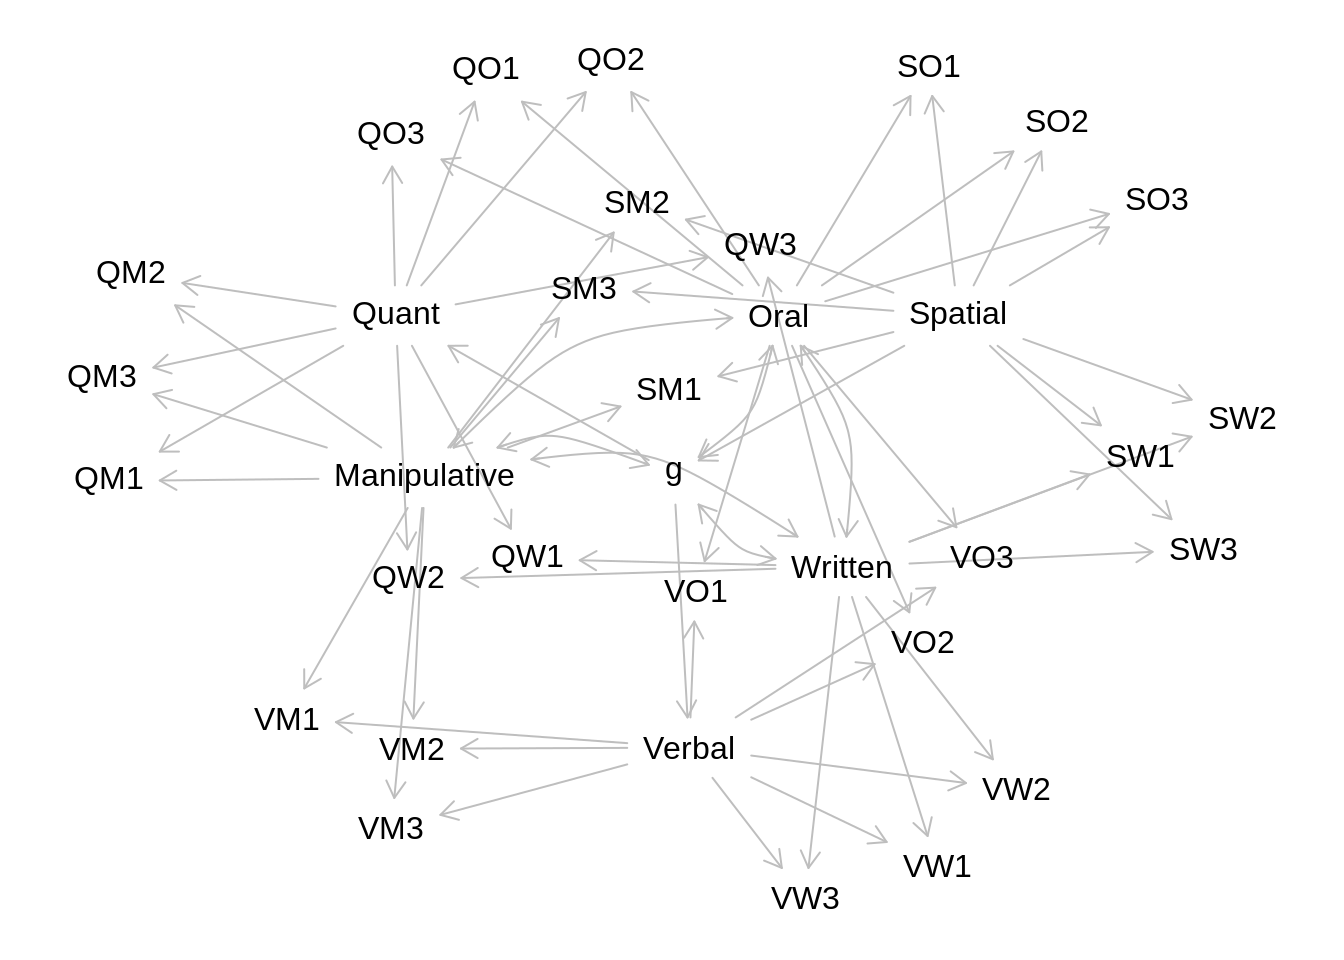 QO2
SO1
QO1
SO2
QO3
SO3
SM2
QW3
QM2
SM3
Quant
Spatial
Oral
QM3
SM1
SW2
SW1
g
Manipulative
QM1
SW3
QW1
VO3
Written
QW2
VO1
VO2
VM1
Verbal
VM2
VW2
VM3
VW1
VW3